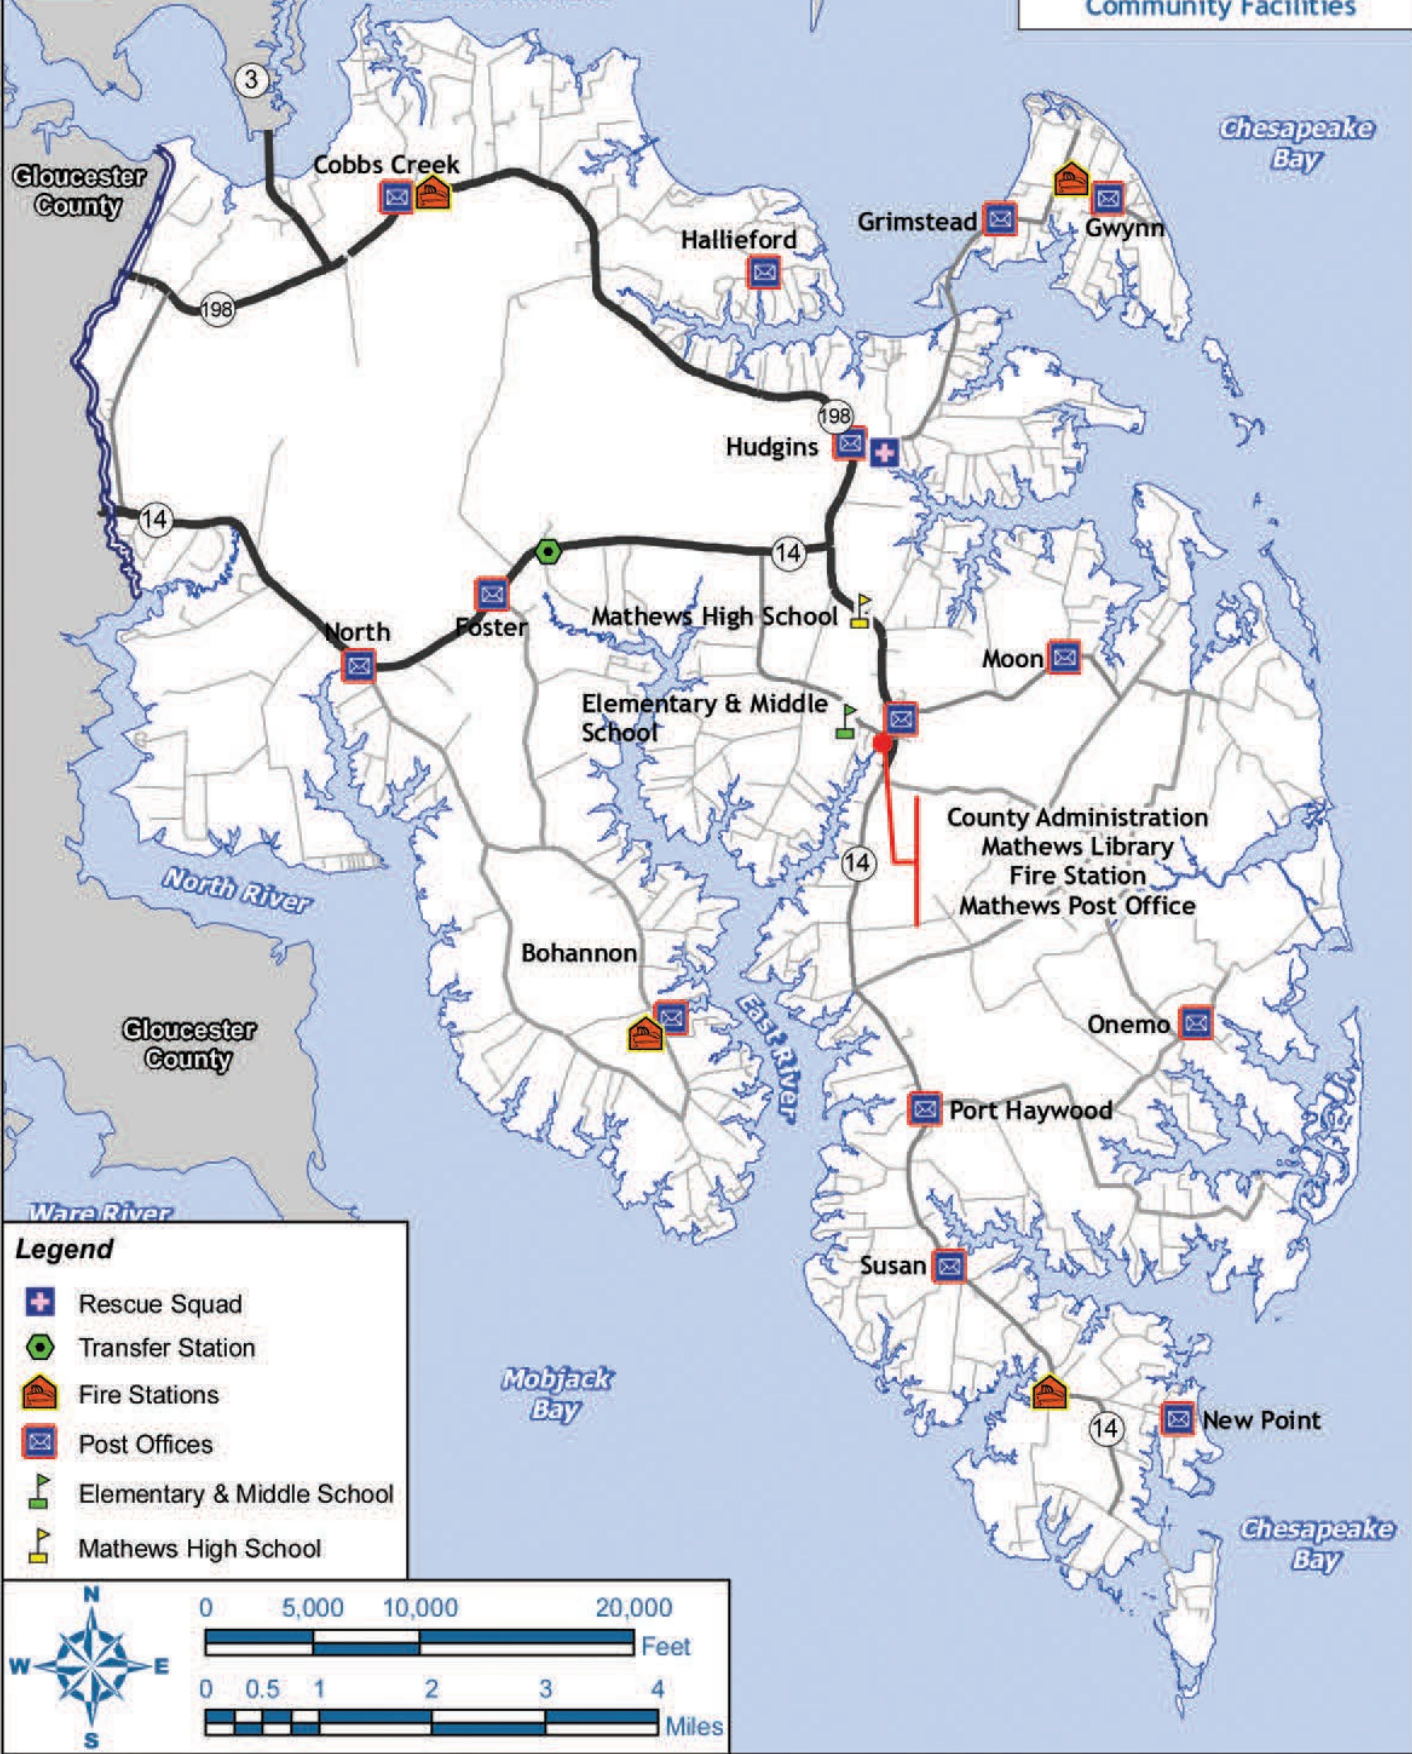 Community Facilities
3
Chesapeake
Bay
Gloucester
County
Cobbs Creek
Grimstead
Gwynn
Hallieford
198
198
Hudgins
14
14
Foster
North
Mathews High School
Moon
Elementary & Middle
School
County Administration
Mathews Library
Fire Station
Mathews Post Office
14
North River
Bohannon
East River
Onemo
Gloucester
County
Port Haywood
Ware River
Susan
Mobjack
Bay
14
New Point
Chesapeake
Bay
Legend
Rescue Squad
Transfer Station
Fire Stations
Post Offices
Elementary & Middle School
Mathews High School
N
W E
S
0 5,000 10,000 20,000
Feet
0 0.5 1 2 3 4
Miles